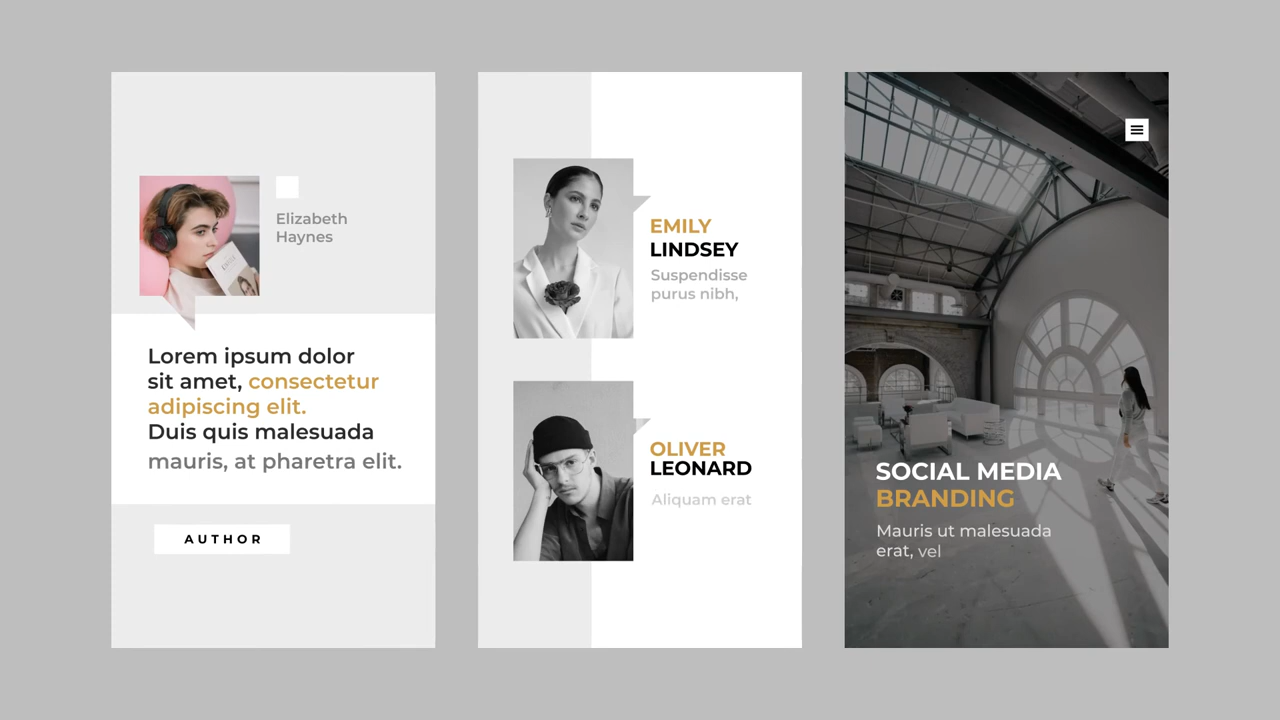 Elizabeth
Haynes
Lorem ipsum dolor
sit amet, consectetur
adipiscing elit.
Duis quis malesuada
mauris, at pharetra elit.
AUTHOR
EMILY
LINDSEY
Suspendisse
purus nibh,
OLIVER
LEONARD
Aliquam erat
SOCIAL MEDIA
BRANDING
Mauris ut malesuada
erat, vel